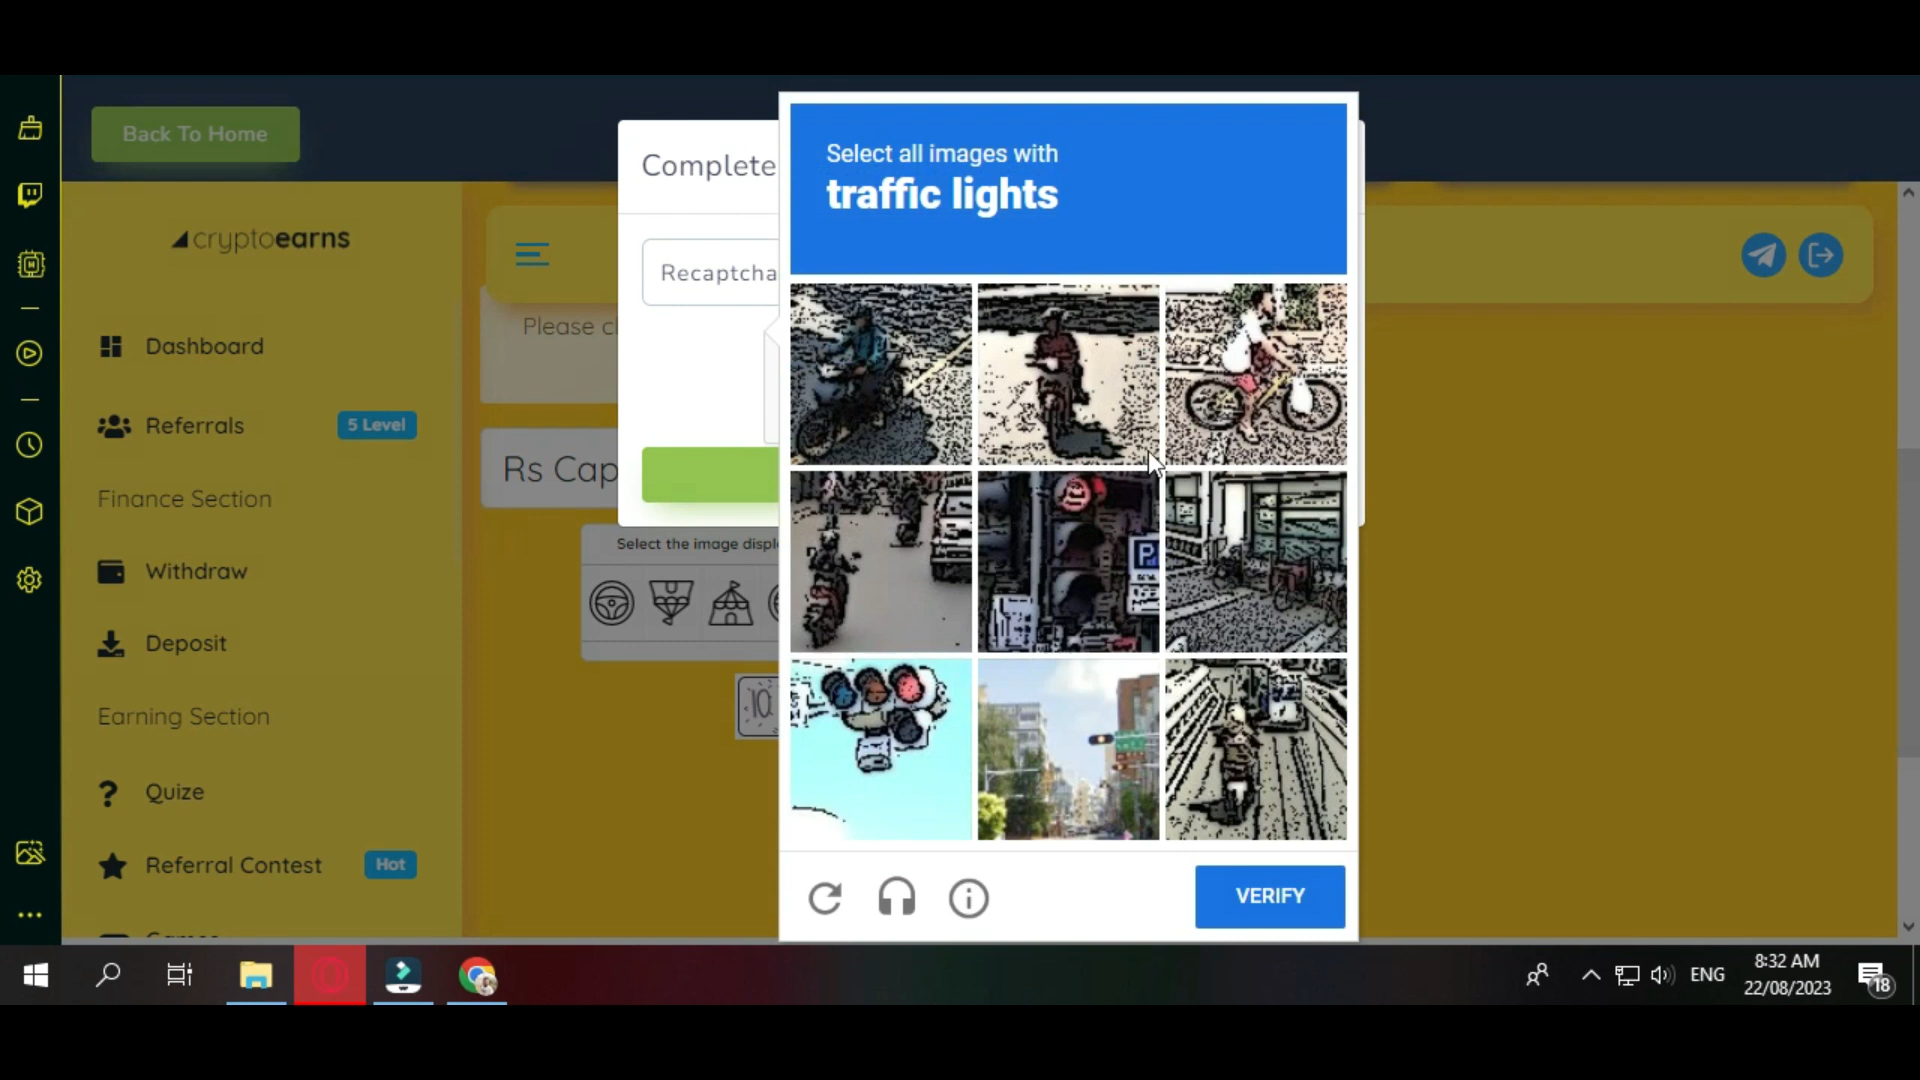 Back To Home
cryptoearns
Dashboard
Referrals
5 Level
Finance Section
Withdraw
Deposit
Earning Section
Quize
Referral Contest
Hot
Please
Rs
Select the image
Complete
Recaptcha
Select all images with
traffic lights
P
10
VERIFY
ENG
8:32 AM
22/08/2023
18